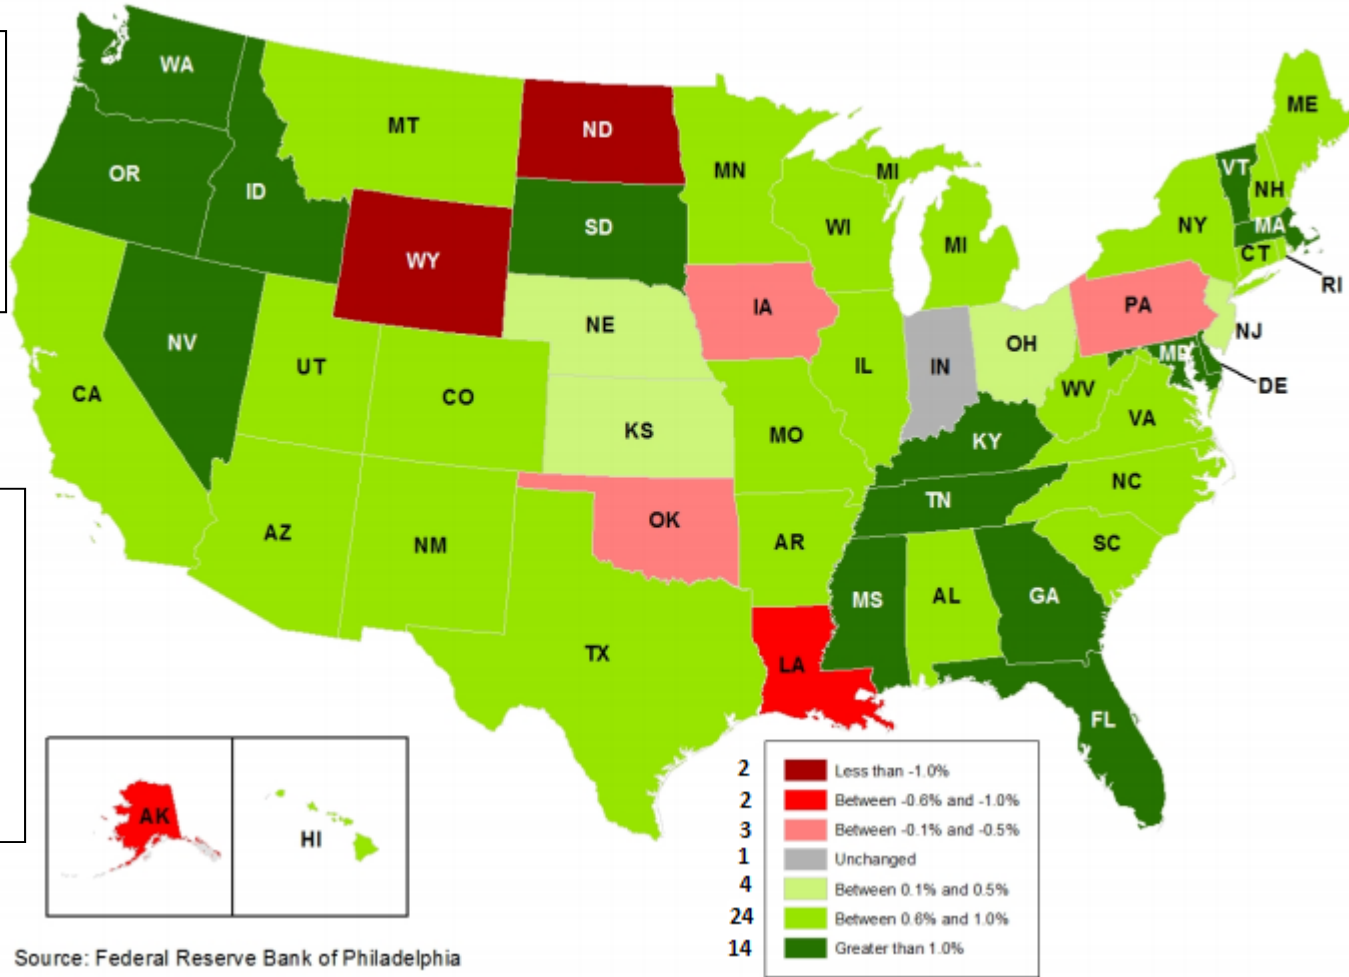 WA
ME
MT
ND
MN
VT
OR
MI
ID
NH
SD
WI
NY
MA
MI
CT
WY
RI
IA
PA
NE
NJ
NV
OH
MD
UT
IL
IN
DE
CA
CO
WV
VA
KS
MO
KY
NC
TN
OK
AZ
NM
AR
SC
MS
AL
GA
TX
LA
FL
AK
HI
2 Less than -1.0%
2 Between -0.6% and -1.0%
3 Between -0.1% and -0.5%
1 Unchanged
4 Between 0.1% and 0.5%
24 Between 0.6% and 1.0%
14 Greater than 1.0%
Source: Federal Reserve Bank of Philadelphia